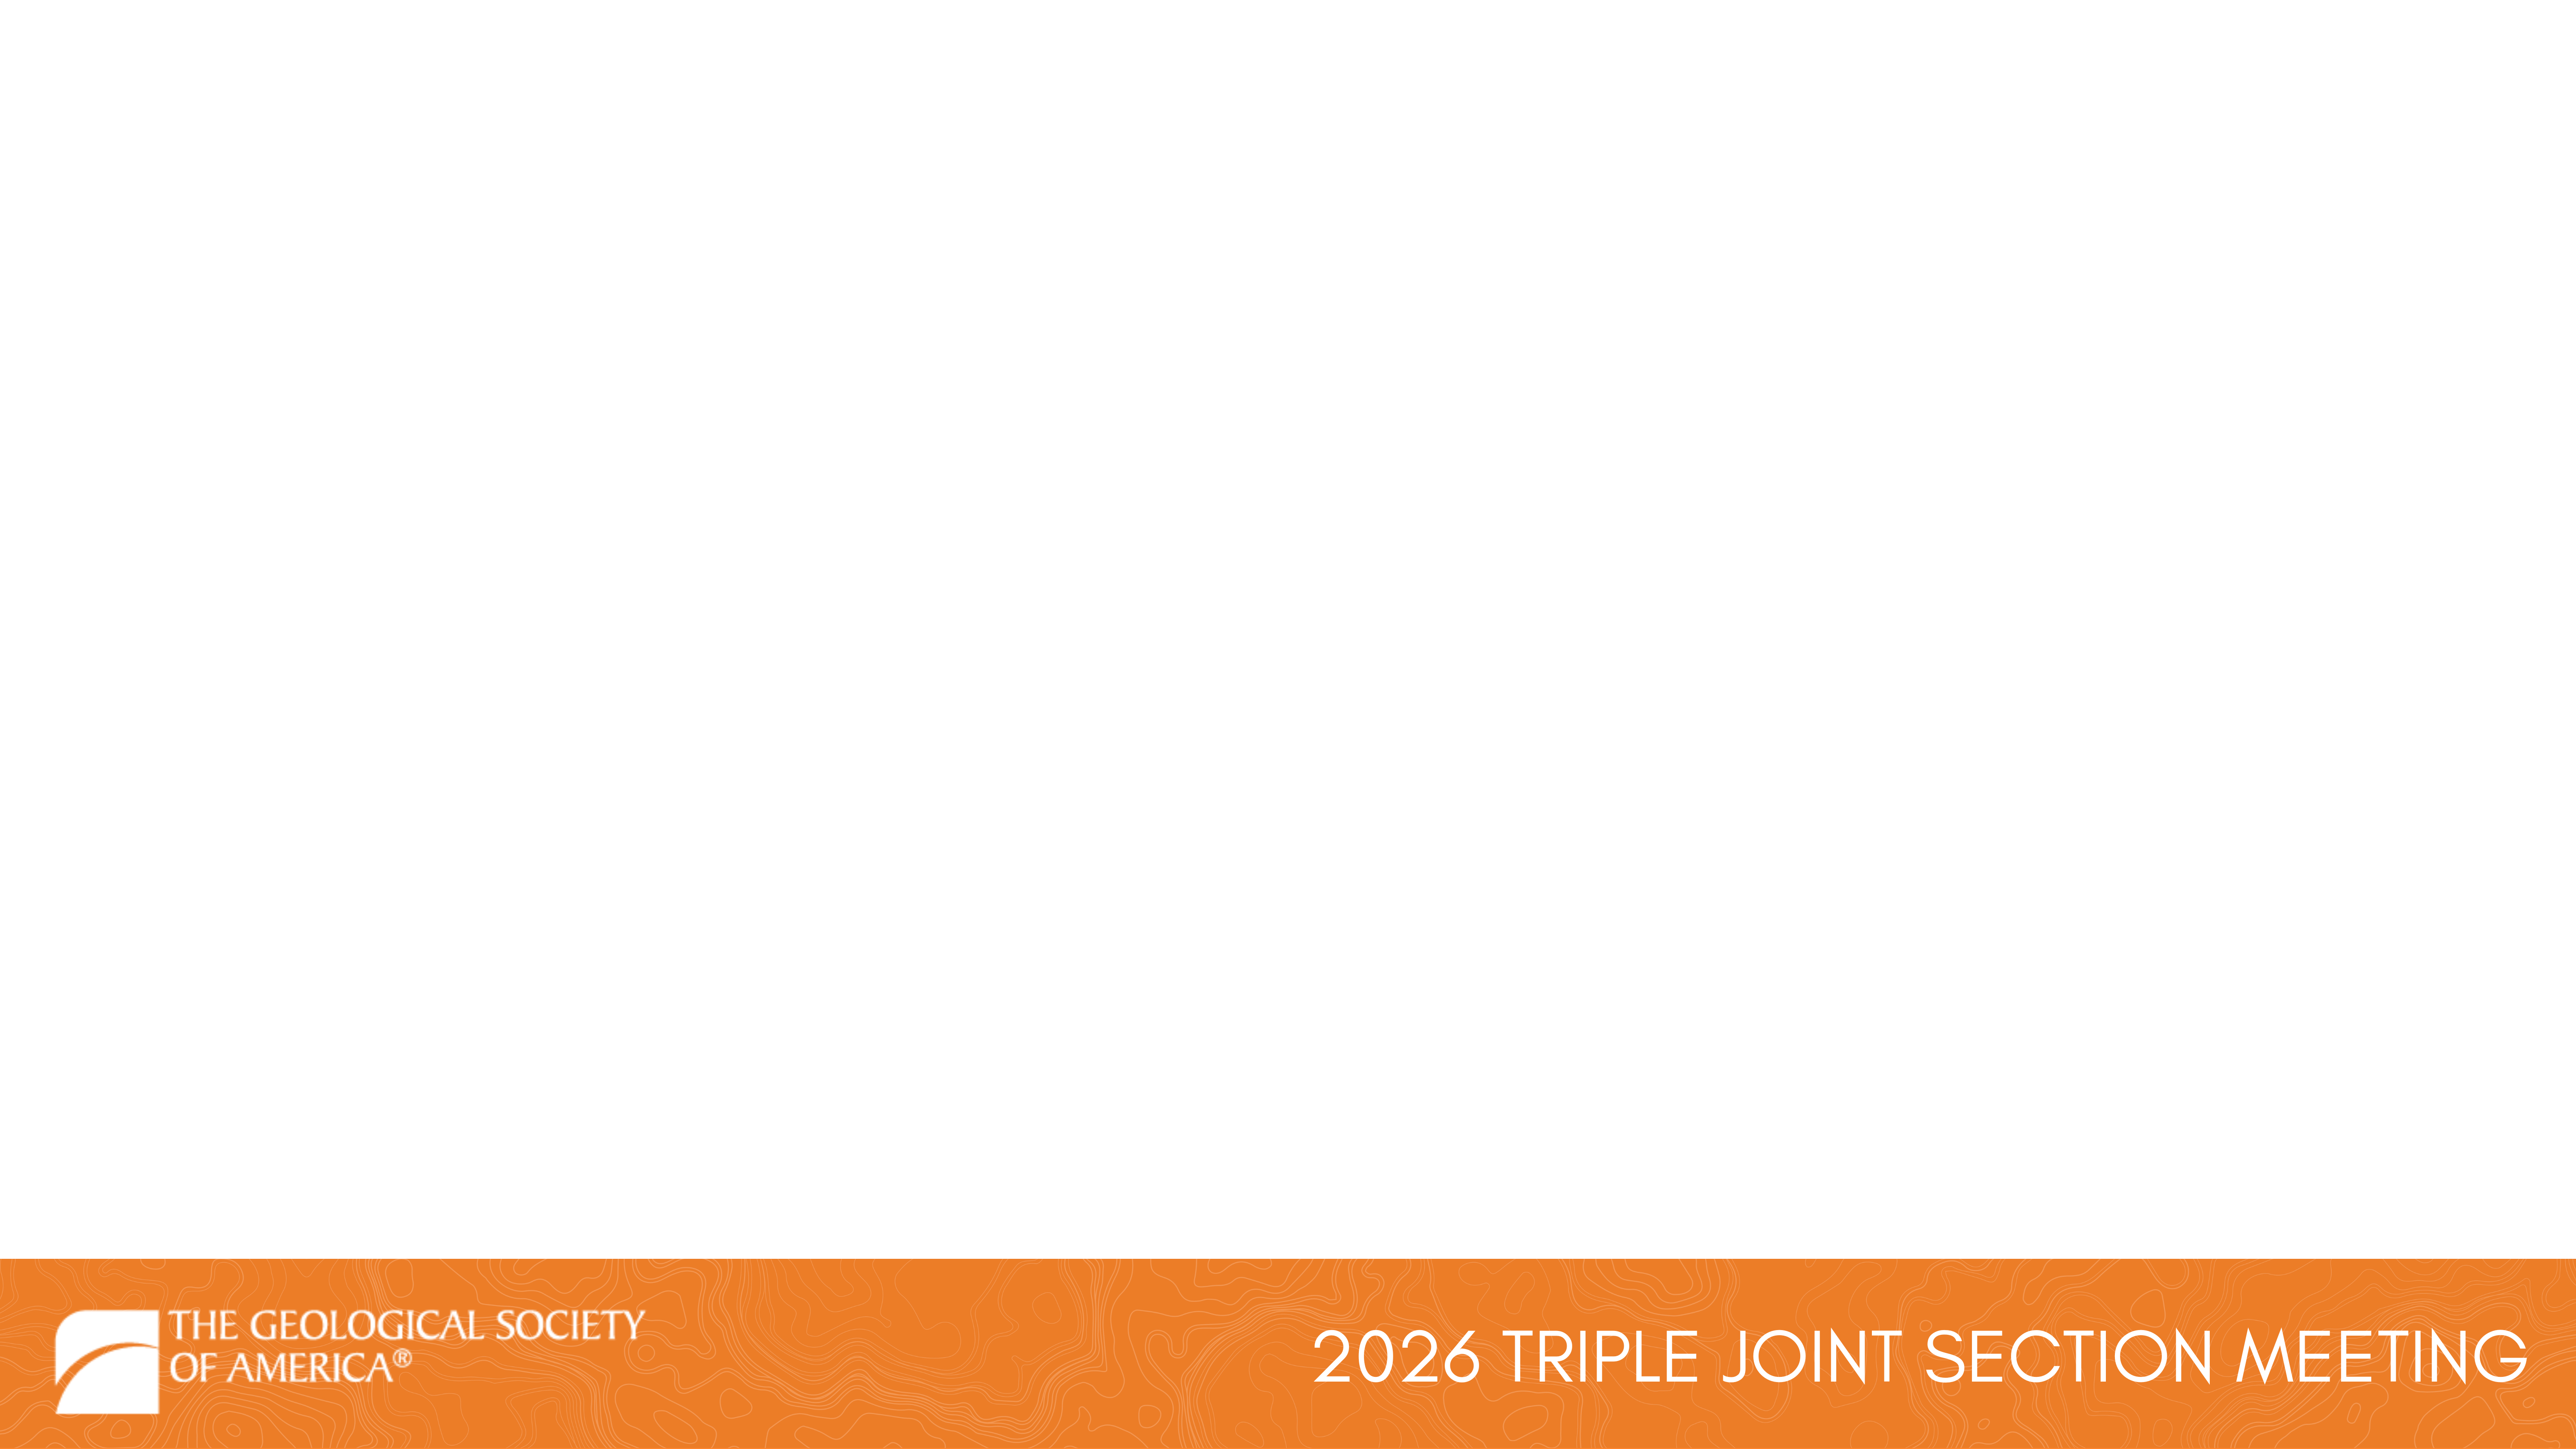 THE GEOLOGICAL SOCIETY
OF AMERICA®
2026 TRIPLE JOINT SECTION MEETING